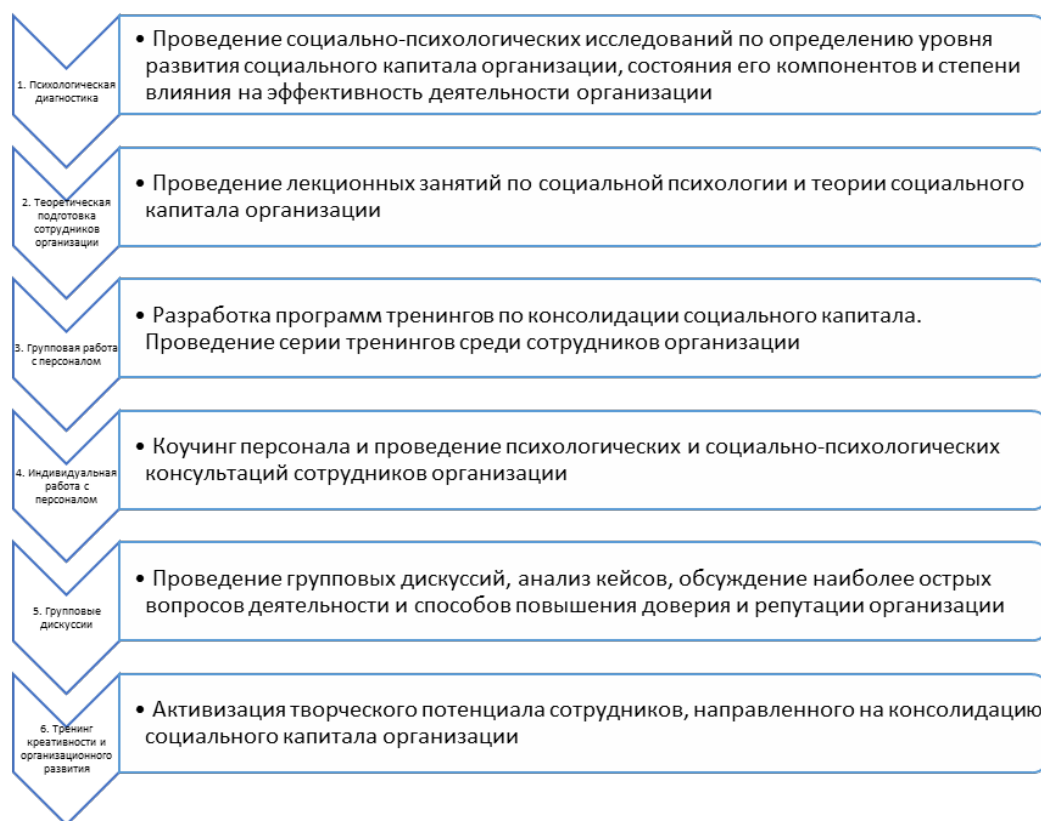 1. Психологическая
диагностика
• Проведение социально-психологических исследований по определению уровня
развития социального капитала организации, состояния его компонентов и степени
влияния на эффективность деятельности организации
2. Теоретическая
подготовка
сотрудников
организации
• Проведение лекционных занятий по социальной психологии и теории социального
капитала организации
3. Групповая работа
с персоналом
• Разработка программ тренингов по консолидации социального капитала.
Проведение серии тренингов среди сотрудников организации
4. Индивидуальная
работа с
персоналом
• Коучинг персонала и проведение психологических и социально-психологических
консультаций сотрудников организации
5. Групповые
дискуссии
• Проведение групповых дискуссий, анализ кейсов, обсуждение наиболее острых
вопросов деятельности и способов повышения доверия и репутации организации
6. Тренинг
креативности и
организационного
развития
• Активизация творческого потенциала сотрудников, направленного на консолидацию
социального капитала организации